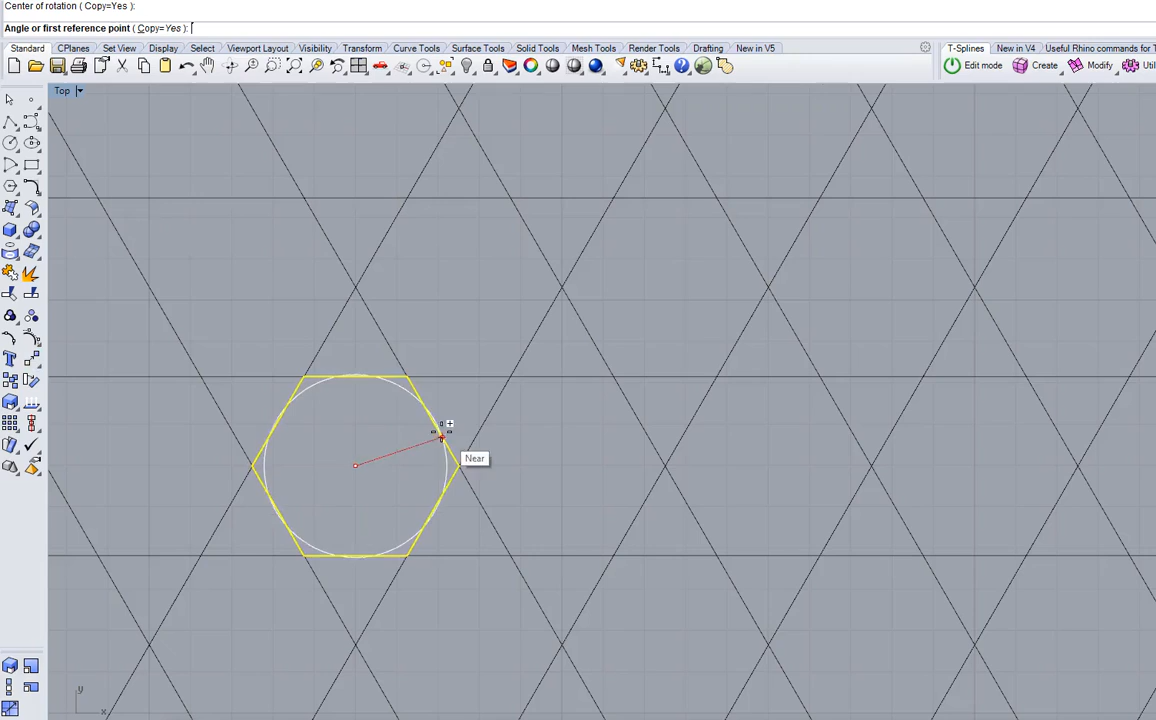 Center of rotation ( Copy=Yes ):
Angle or first reference point ( Copy=Yes ):
Standard CPlanes Set View Display Select Viewport Layout Visibility Transform Curve Tools Surface Tools Solid Tools Mesh Tools Render Tools Drafting New in V5 T-Splines New in V4 Useful Rhino commands for T
Edit mode Create Modify Util
Top
Near
y
x